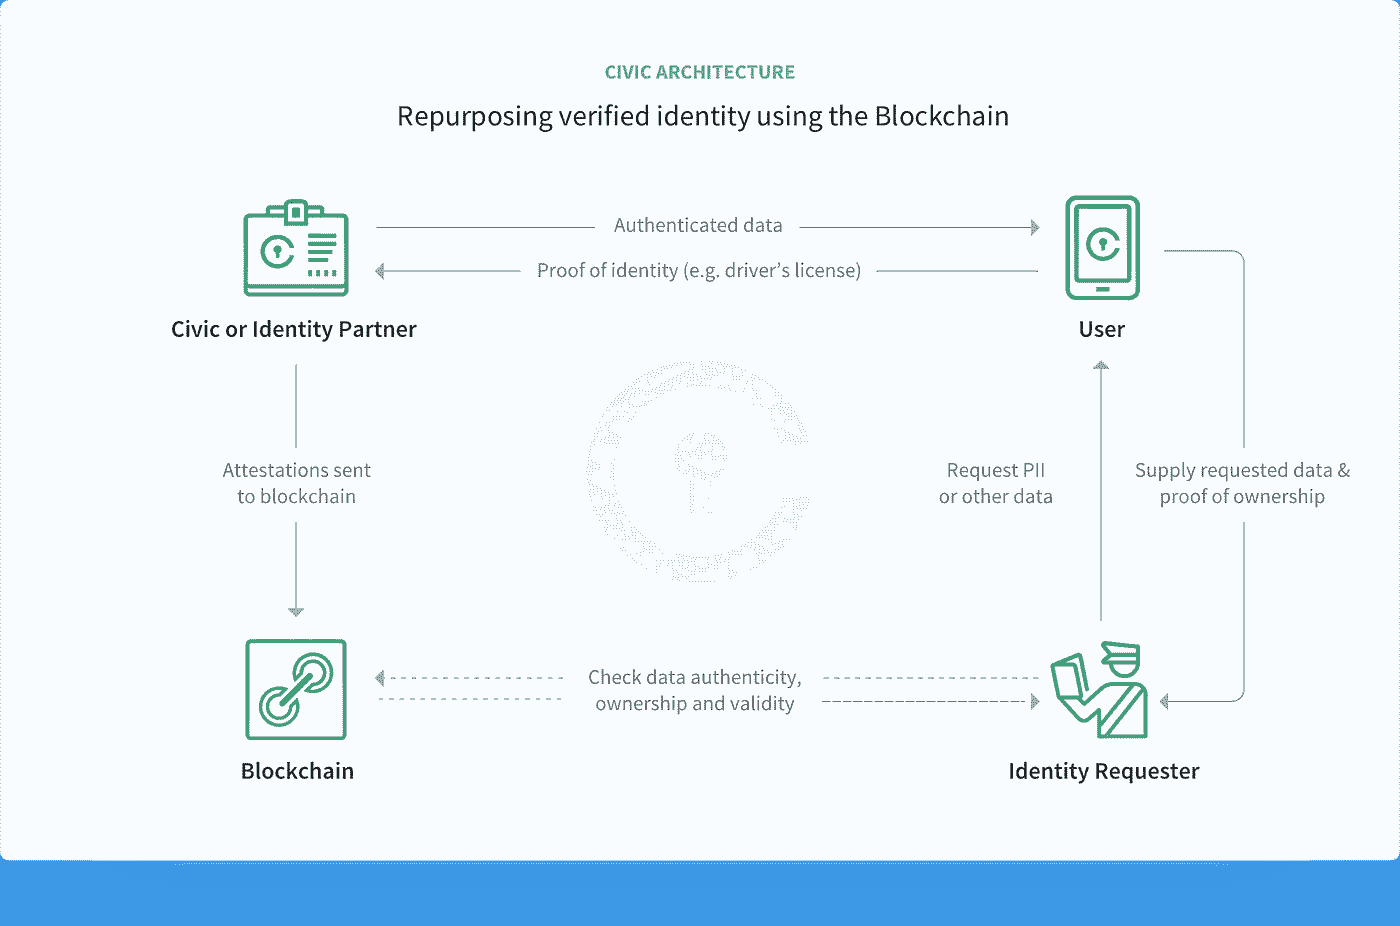 CIVIC ARCHITECTURE
Repurposing verified identity using the Blockchain
Authenticated data
Proof of identity (e.g. driver's license)
Civic or Identity Partner
User
Attestations sent
to blockchain
Request PII
or other data
Supply requested data &
proof of ownership
Check data authenticity,
ownership and validity
Blockchain
Identity Requester